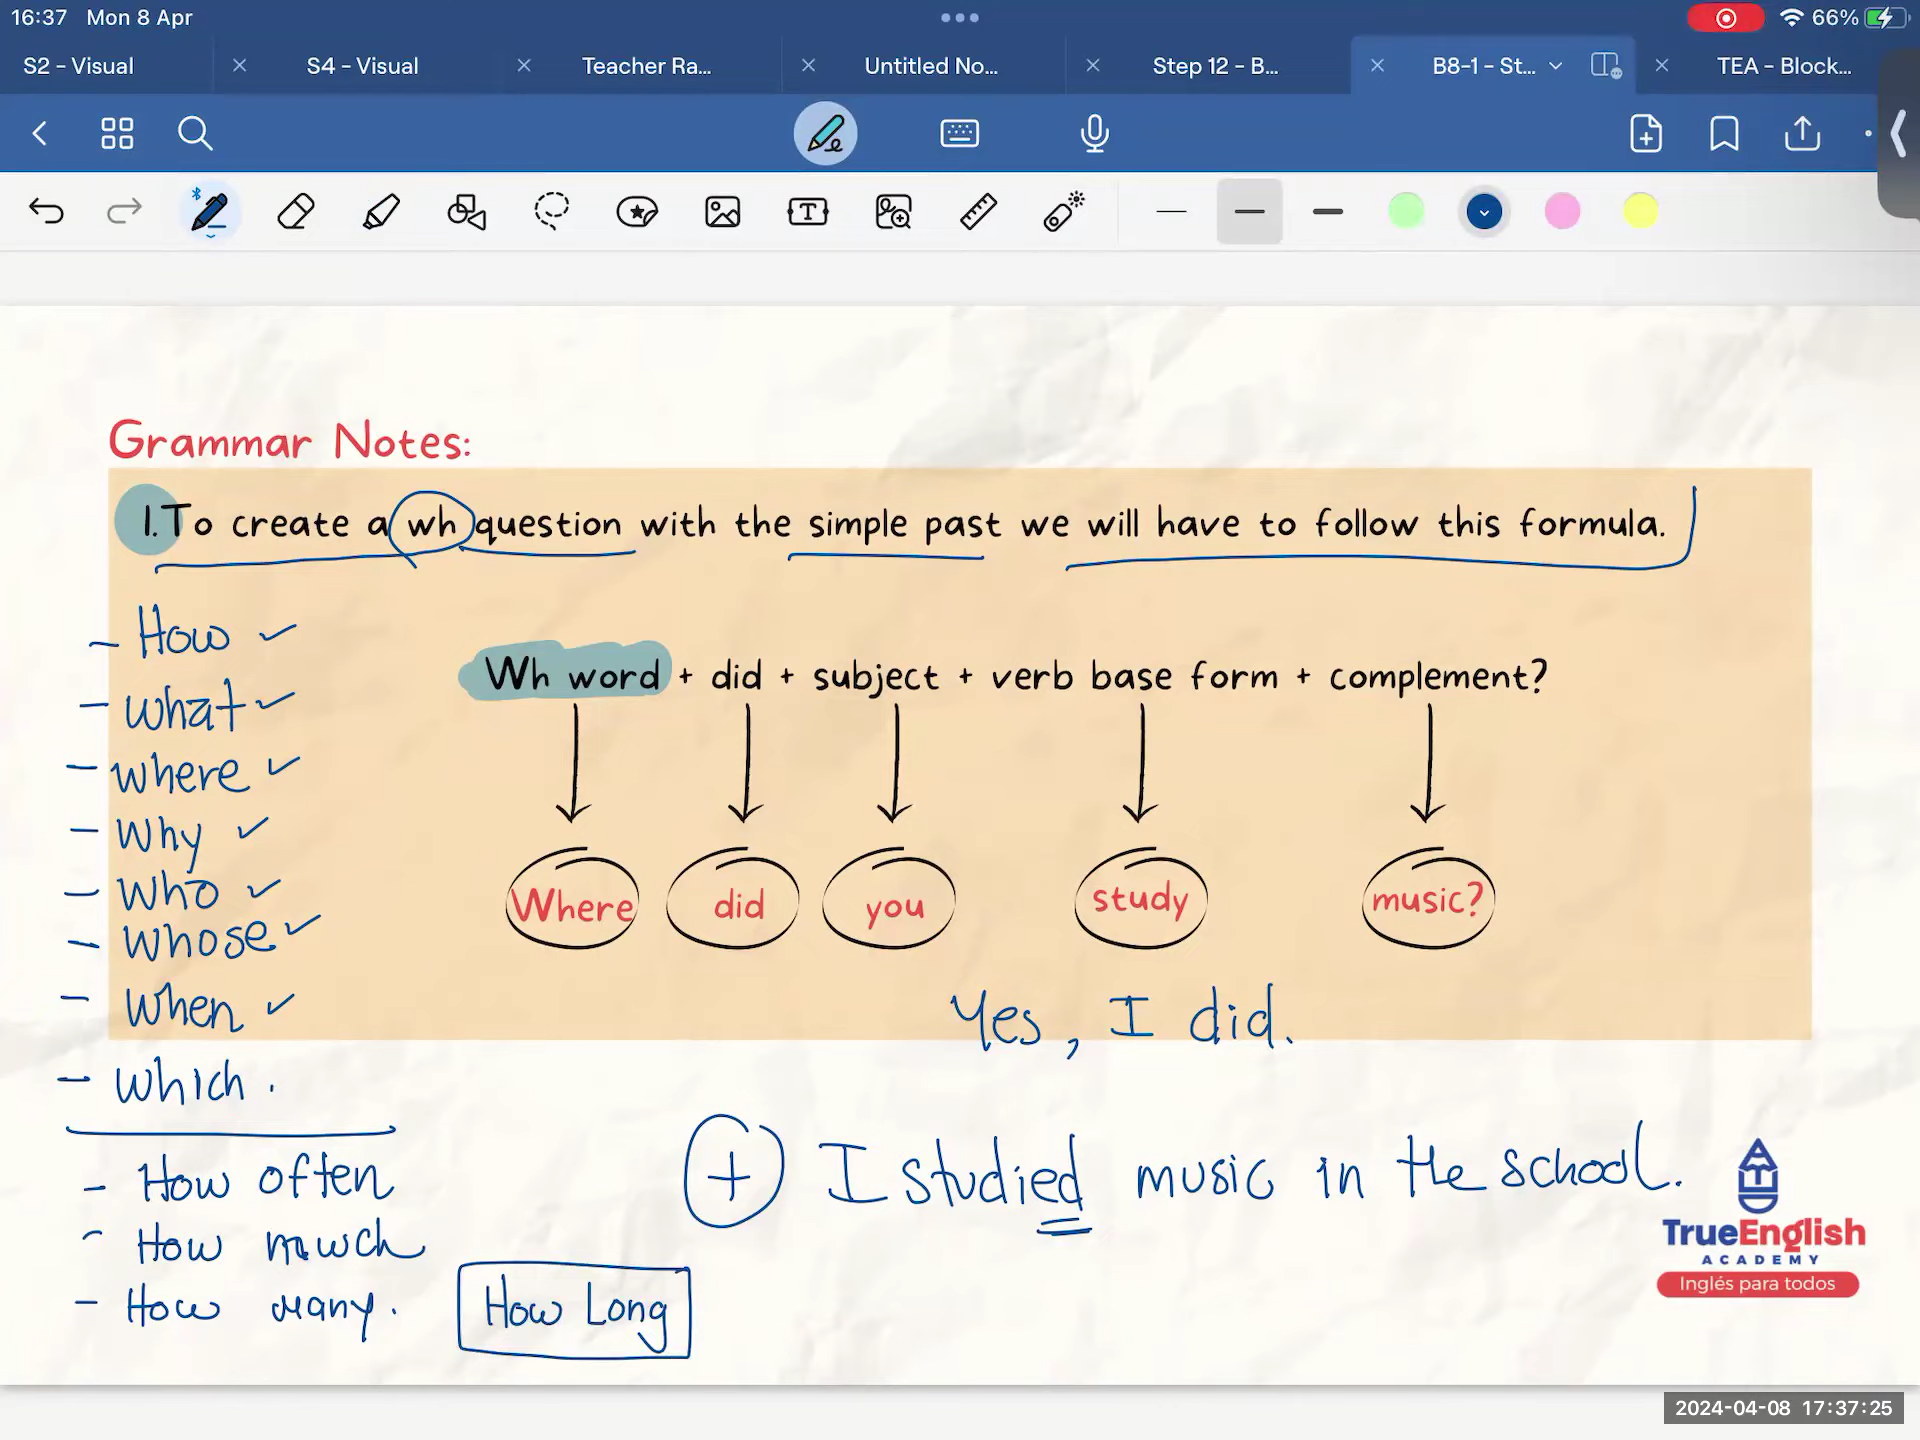 16:37 Mon 8 Apr
66%
S2 - Visual
S4 - Visual
Teacher Ra...
Untitled No...
Step 12 - B...
B8-1 - St...
TEA - Block...
Grammar Notes:
1.To create a wh question with the simple past we will have to follow this formula.
- How ✓
- What ✓
- Where ✓
- Why ✓
- Who ✓
- Whose ✓
- When ✓
- Which .
Wh word + did + subject + verb base form + complement?
Where did you study music?
Yes, I did.
+ I studied music in the school.
- How often
- How much
- How many.
How Long
TrueEnglish
ACADEMY
Inglés para todos
2024-04-08 17:37:25